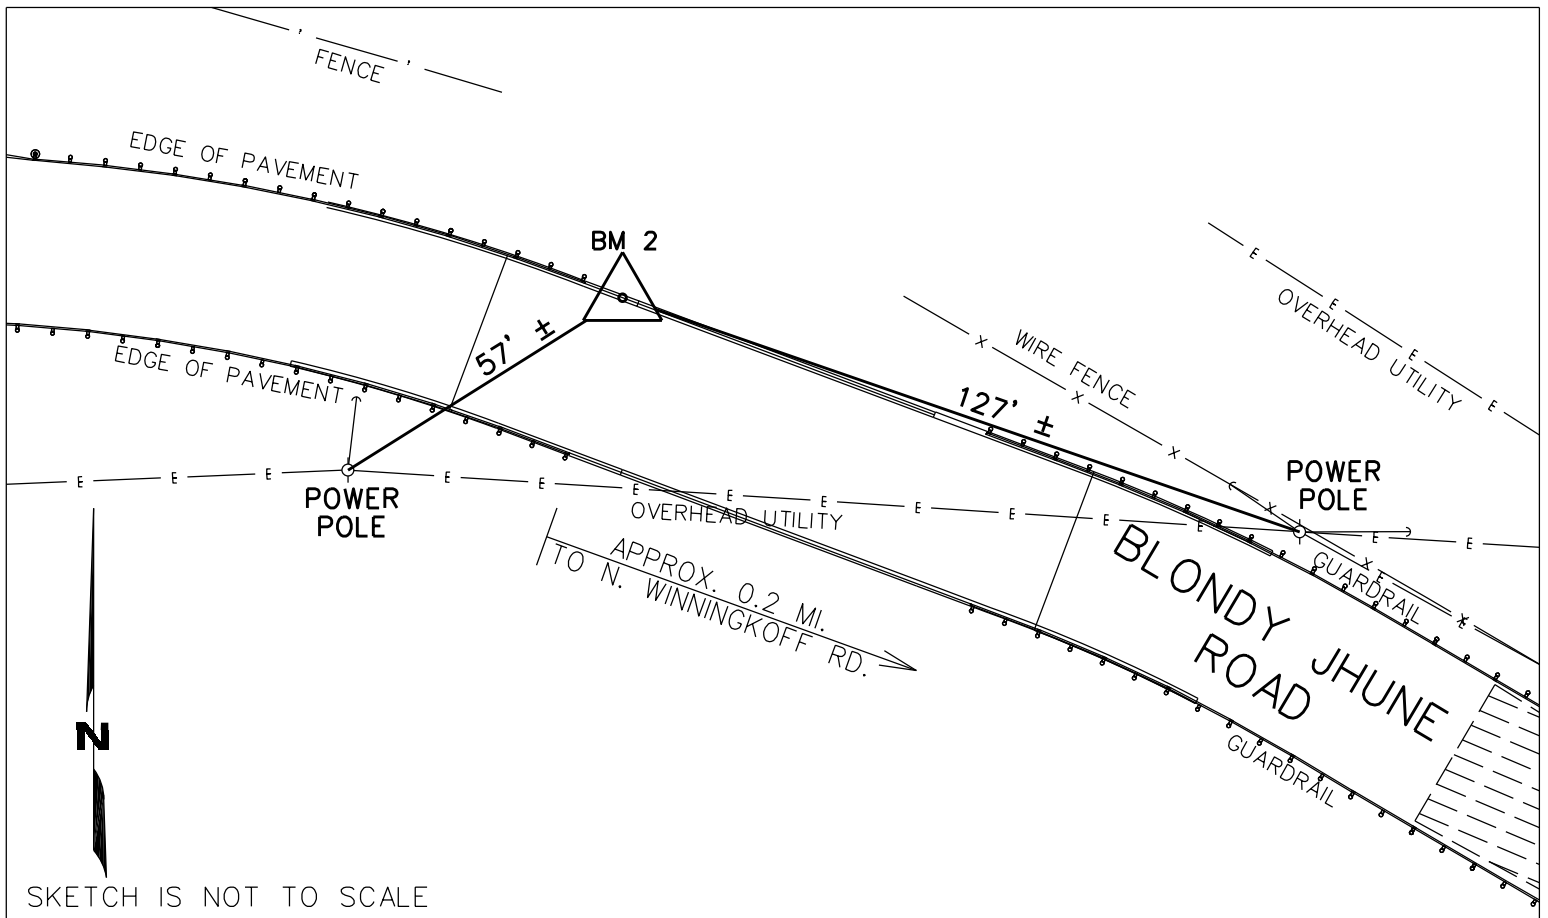 FENCE
EDGE OF PAVEMENT
BM 2
OVERHEAD UTILITY
57' ±
EDGE OF PAVEMENT
WIRE FENCE
127' ±
POWER
POLE
POWER
POLE
OVERHEAD UTILITY
APPROX. 0.2 MI.
TO N. WINNINGKOFF RD.
GUARDRAIL
BLONDY JHUNE
ROAD
GUARDRAIL
N
SKETCH IS NOT TO SCALE